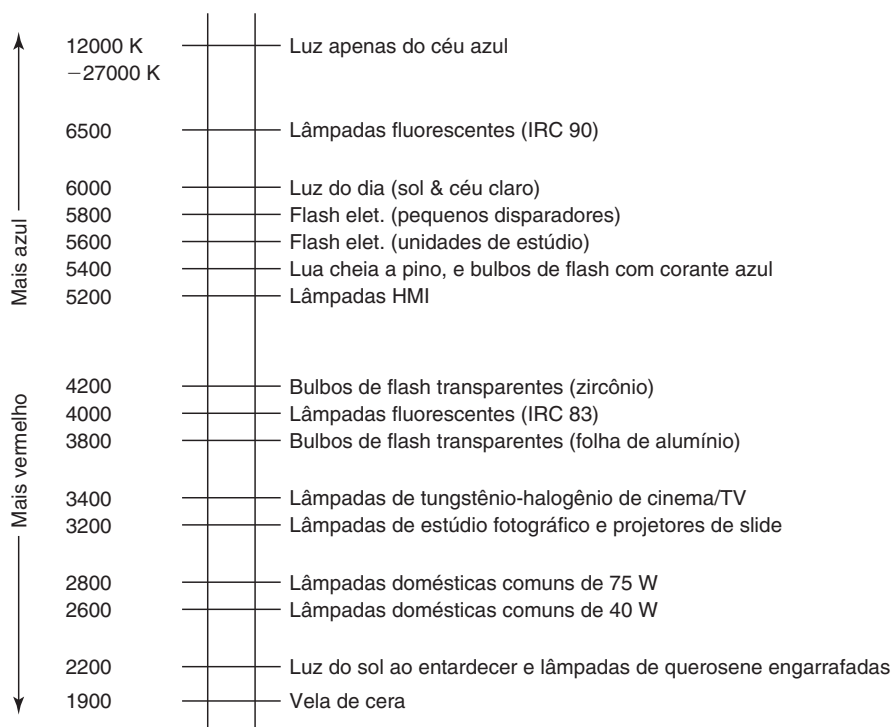 12000 K Luz apenas do céu azul
−27000 K
6500 Lâmpadas fluorescentes (IRC 90)
6000 Luz do dia (sol & céu claro)
5800 Flash elet. (pequenos disparadores)
5600 Flash elet. (unidades de estúdio)
5400 Lua cheia a pino, e bulbos de flash com corante azul
5200 Lâmpadas HMI
4200 Bulbos de flash transparentes (zircônio)
4000 Lâmpadas fluorescentes (IRC 83)
3800 Bulbos de flash transparentes (folha de alumínio)
3400 Lâmpadas de tungstênio-halogênio de cinema/TV
3200 Lâmpadas de estúdio fotográfico e projetores de slide
2800 Lâmpadas domésticas comuns de 75 W
2600 Lâmpadas domésticas comuns de 40 W
2200 Luz do sol ao entardecer e lâmpadas de querosene engarrafadas
1900 Vela de cera
Mais azul
Mais vermelho